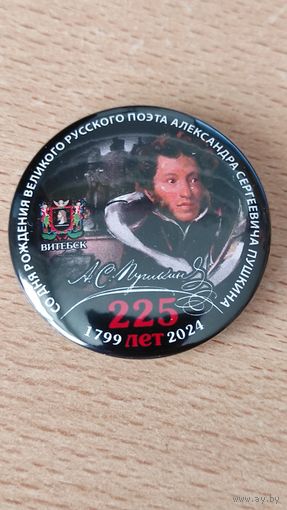 СО ДНЯ РОЖДЕНИЯ ВЕЛИКОГО РУССКОГО ПОЭТА АЛЕКСАНДРА СЕРГЕЕВИЧА ПУШКИНА
ВИТЕБСК
А. С. Пушкин
225
1799 лет 2024
www.ay.by